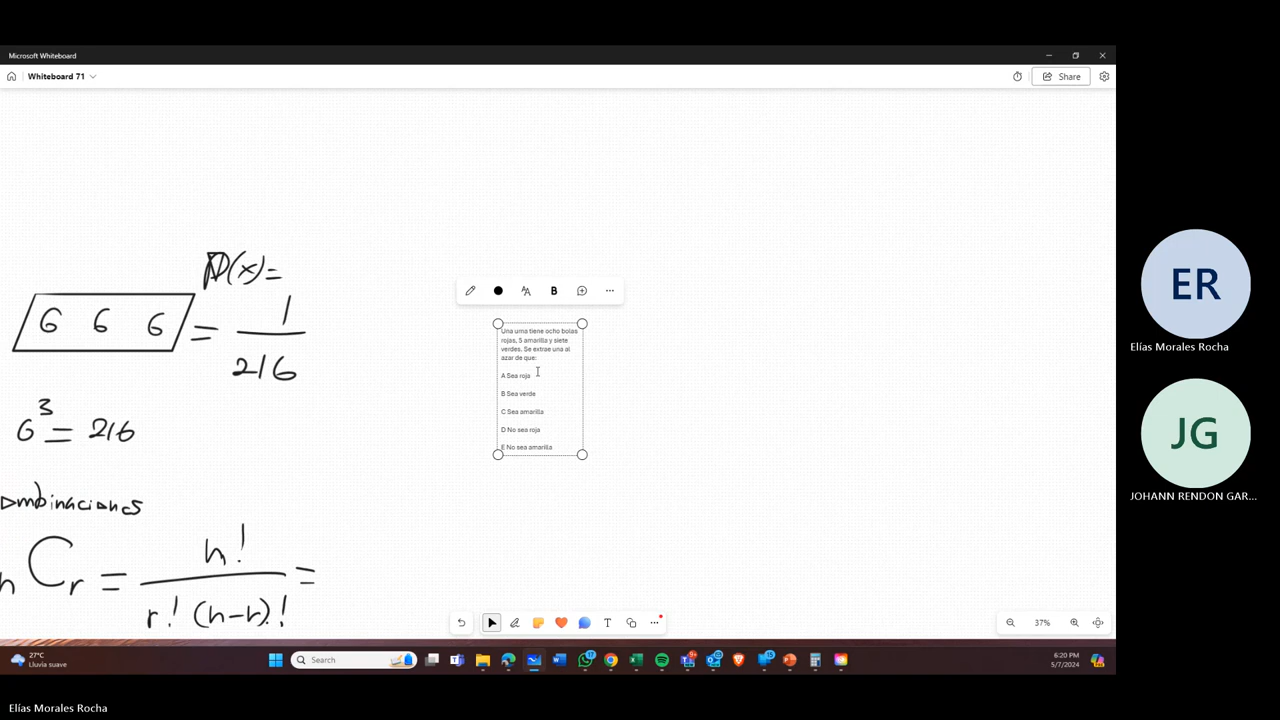 Microsoft Whiteboard
Whiteboard 71
Share
P(x)=
6 6 6 = 1
216
6³ = 216
ombinaciones
n C r = n! =
r! (n-r)!
Una urna tiene ocho bolas
rojas, 5 amarilla y siete
verdes. Se extrae una al
azar de que:
A Sea roja
B Sea verde
C Sea amarilla
D No sea roja
E No sea amarilla
B
T
37%
ER
Elías Morales Rocha
JG
JOHANN RENDON GAR...
27°C
Lluvia suave
Search
17
9+
15
6:20 PM
5/7/2024
Elías Morales Rocha